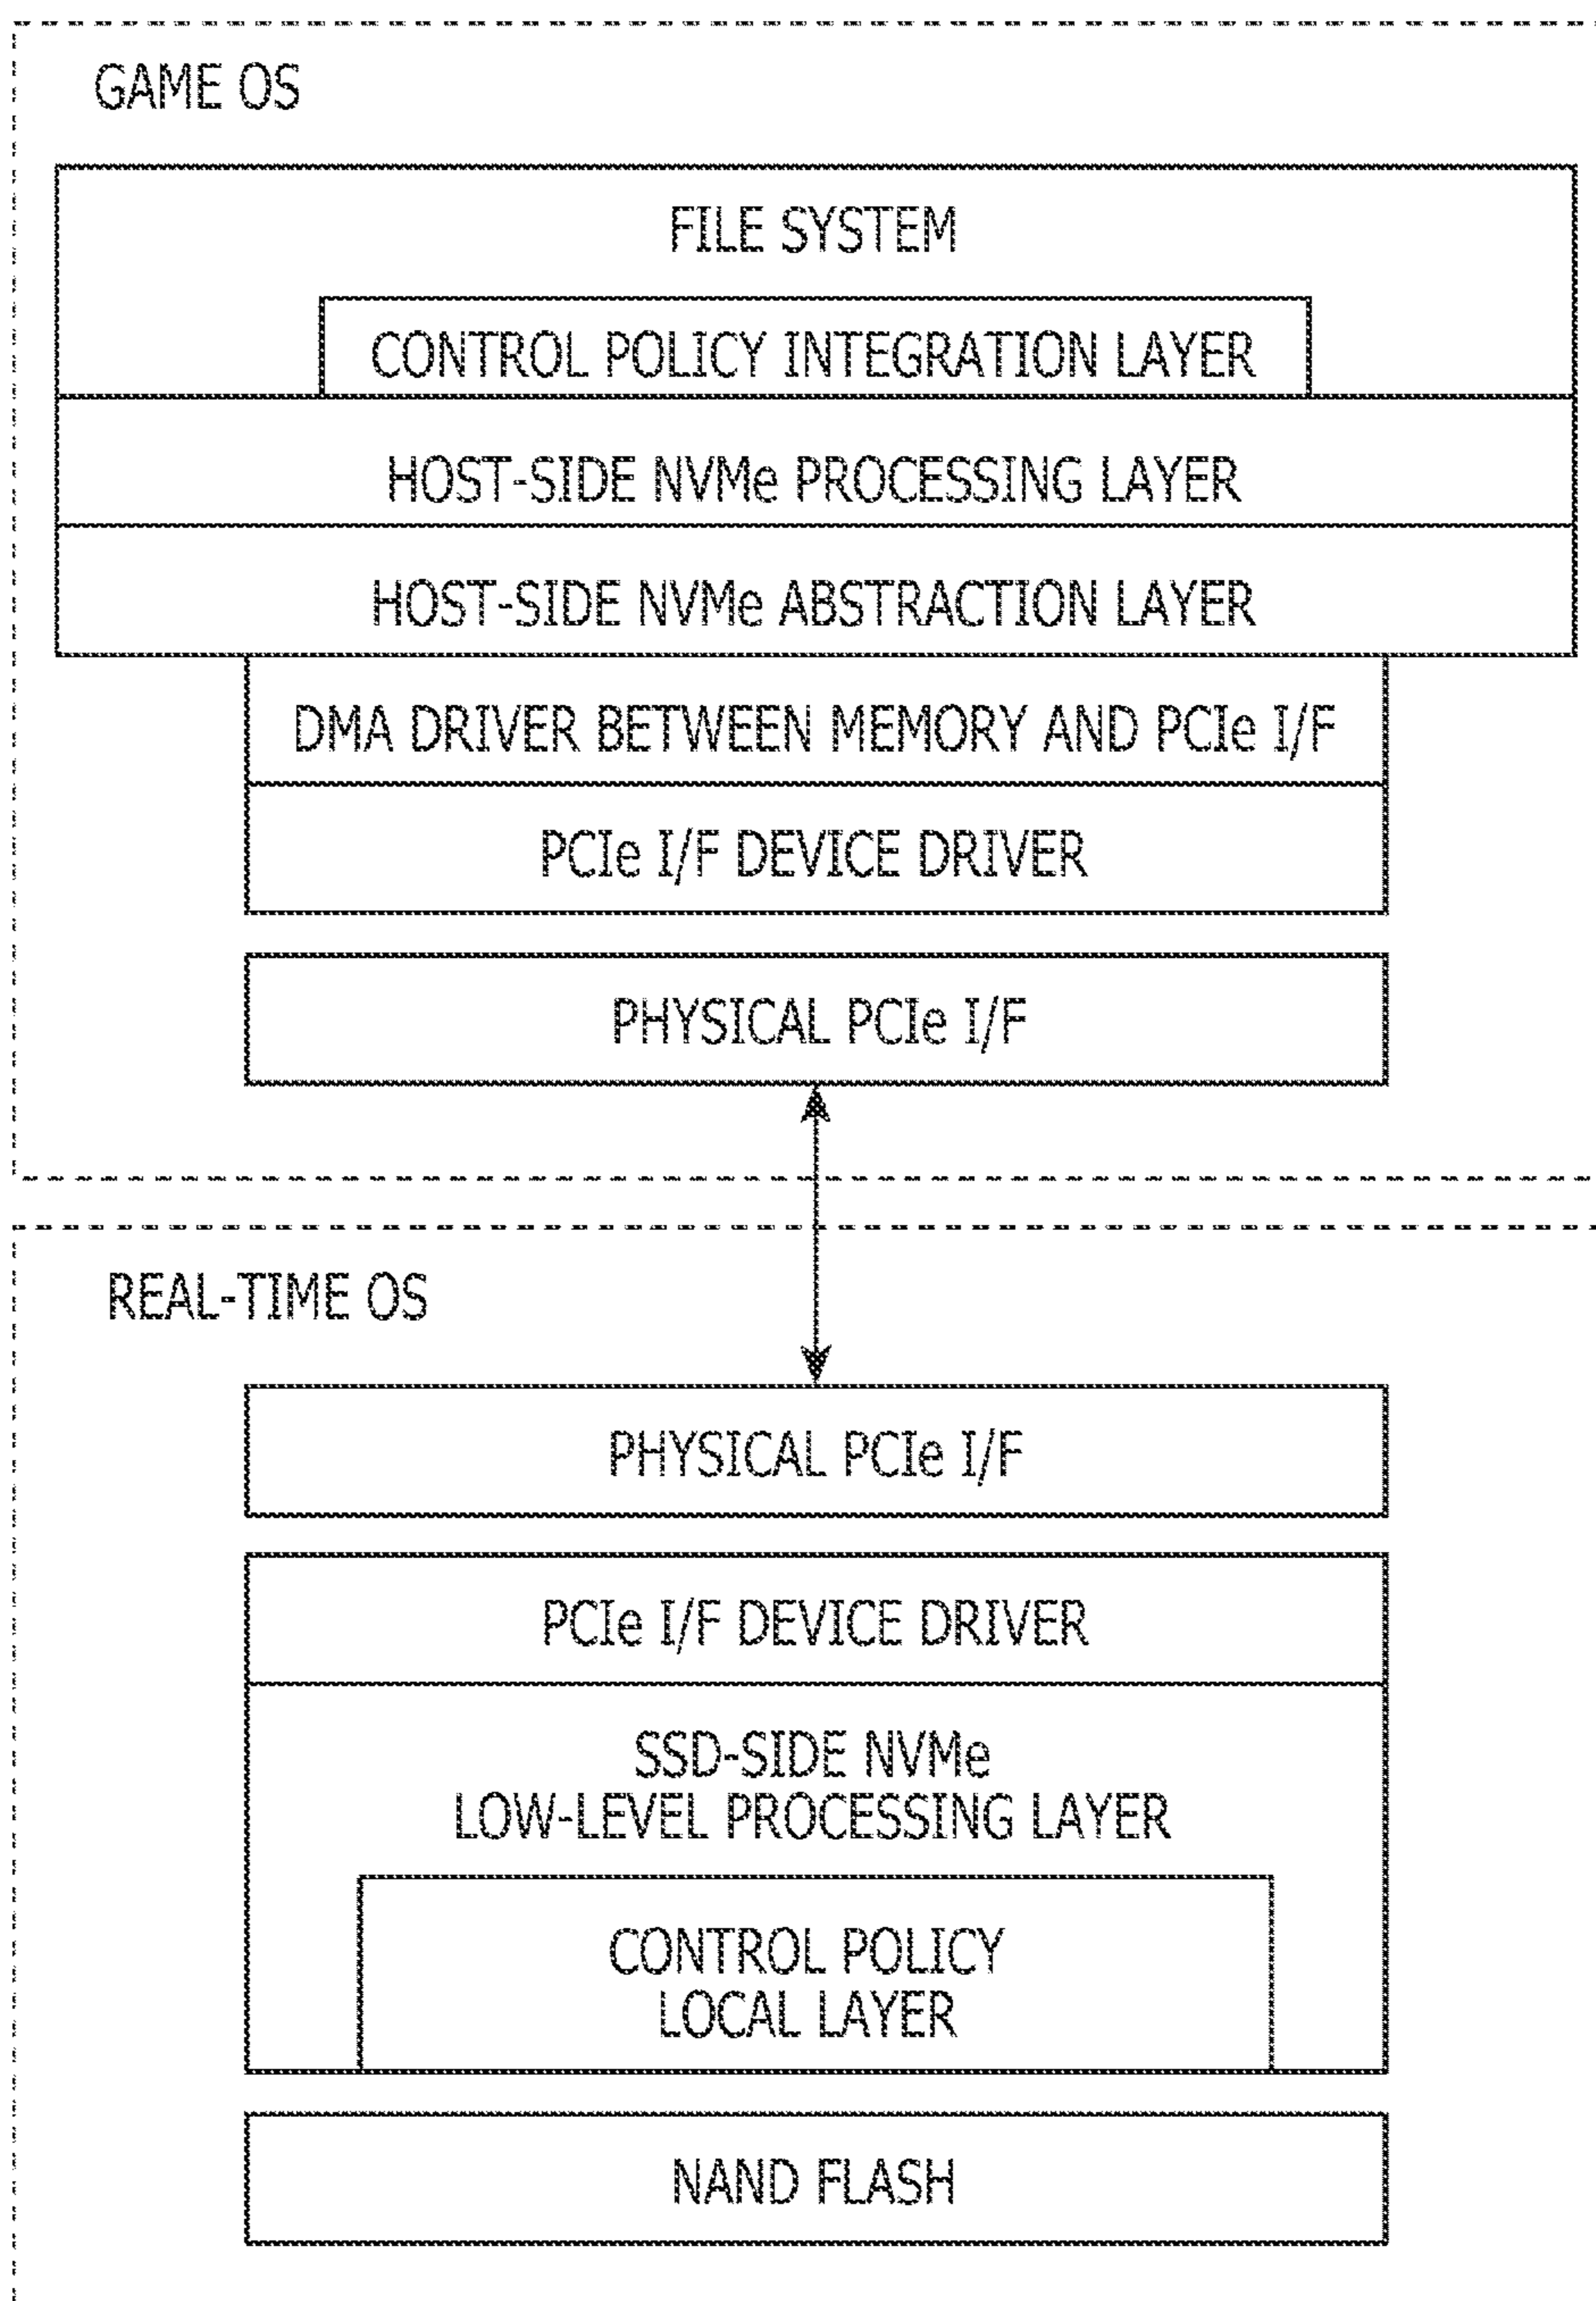 GAME OS
FILE SYSTEM
CONTROL POLICY INTEGRATION LAYER
HOST-SIDE NVMe PROCESSING LAYER
HOST-SIDE NVMe ABSTRACTION LAYER
DMA DRIVER BETWEEN MEMORY AND PCIe I/F
PCIe I/F DEVICE DRIVER
PHYSICAL PCIe I/F
REAL-TIME OS
PHYSICAL PCIe I/F
PCIe I/F DEVICE DRIVER
SSD-SIDE NVMe
LOW-LEVEL PROCESSING LAYER
CONTROL POLICY
LOCAL LAYER
NAND FLASH